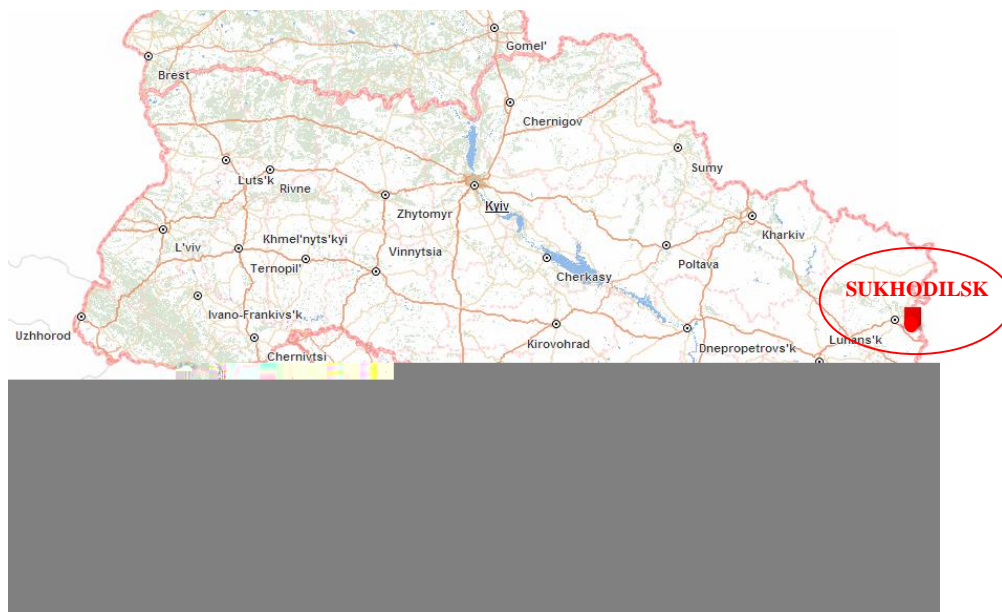 Gomel'
Brest
Chernigov
Sumy
Luts'k
Rivne
Kyiv
Zhytomyr
Kharkiv
L'viv
Khmel'nyts'kyi
Vinnytsia
Ternopil'
Cherkasy
Poltava
SUKHODILSK
Ivano-Frankivs'k
Uzhhorod
Kirovohrad
Chernivtsi
Dnepropetrovs'k
Luhans'k